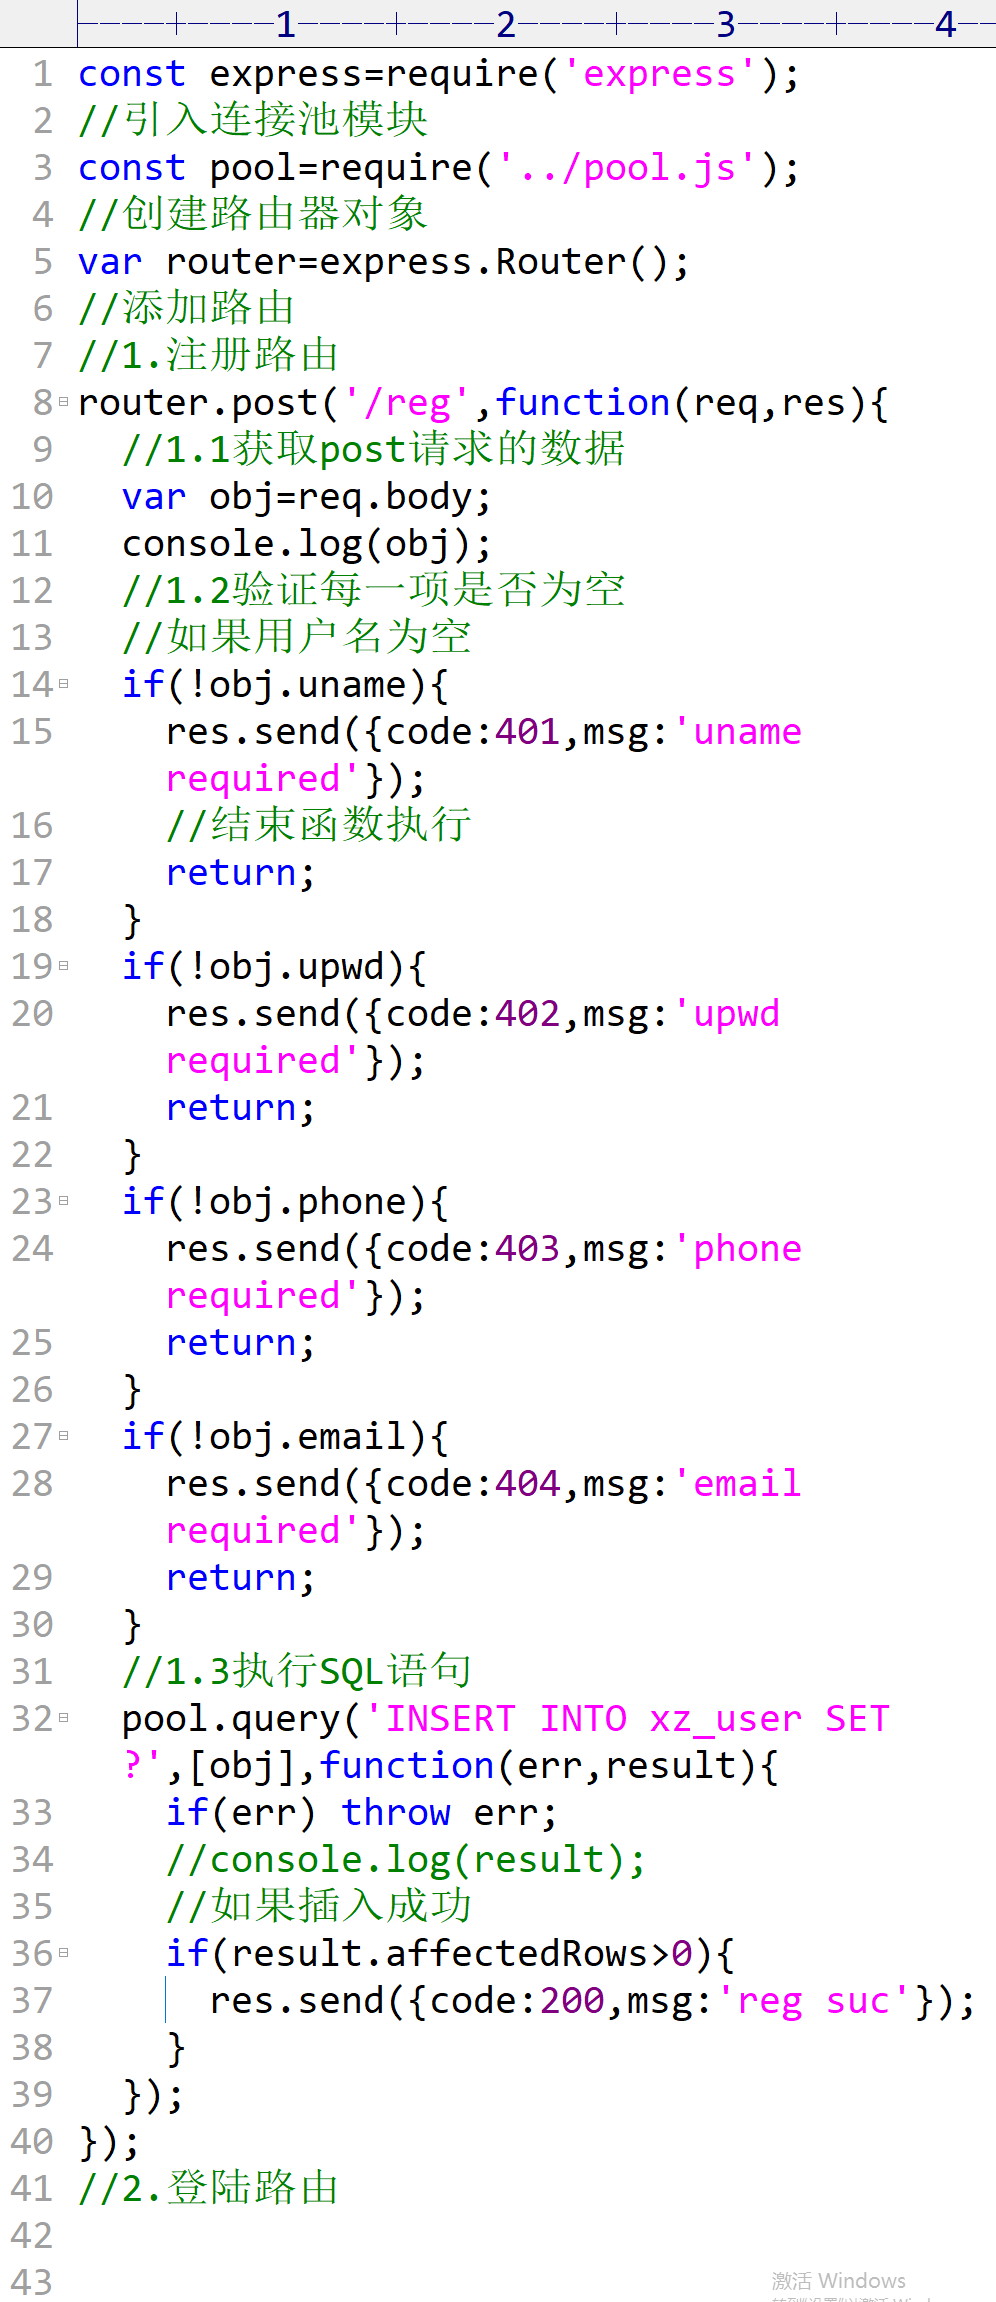 1 2 3 4
1 const express=require('express');
2 //引入连接池模块
3 const pool=require('../pool.js');
4 //创建路由器对象
5 var router=express.Router();
6 //添加路由
7 //1.注册路由
8 router.post('/reg',function(req,res){
9 //1.1获取post请求的数据
10 var obj=req.body;
11 console.log(obj);
12 //1.2验证每一项是否为空
13 //如果用户名为空
14 if(!obj.uname){
15 res.send({code:401,msg:'uname
required'});
16 //结束函数执行
17 return;
18 }
19 if(!obj.upwd){
20 res.send({code:402,msg:'upwd
required'});
21 return;
22 }
23 if(!obj.phone){
24 res.send({code:403,msg:'phone
required'});
25 return;
26 }
27 if(!obj.email){
28 res.send({code:404,msg:'email
required'});
29 return;
30 }
31 //1.3执行SQL语句
32 pool.query('INSERT INTO xz_user SET
?',[obj],function(err,result){
33 if(err) throw err;
34 //console.log(result);
35 //如果插入成功
36 if(result.affectedRows>0){
37 res.send({code:200,msg:'reg suc'});
38 }
39 });
40 });
41 //2.登陆路由
42
43
激活 Windows